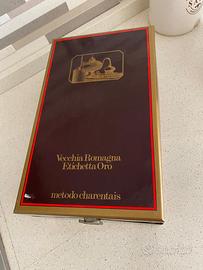 Vecchia Romagna
Etichetta Oro
metodo charentais